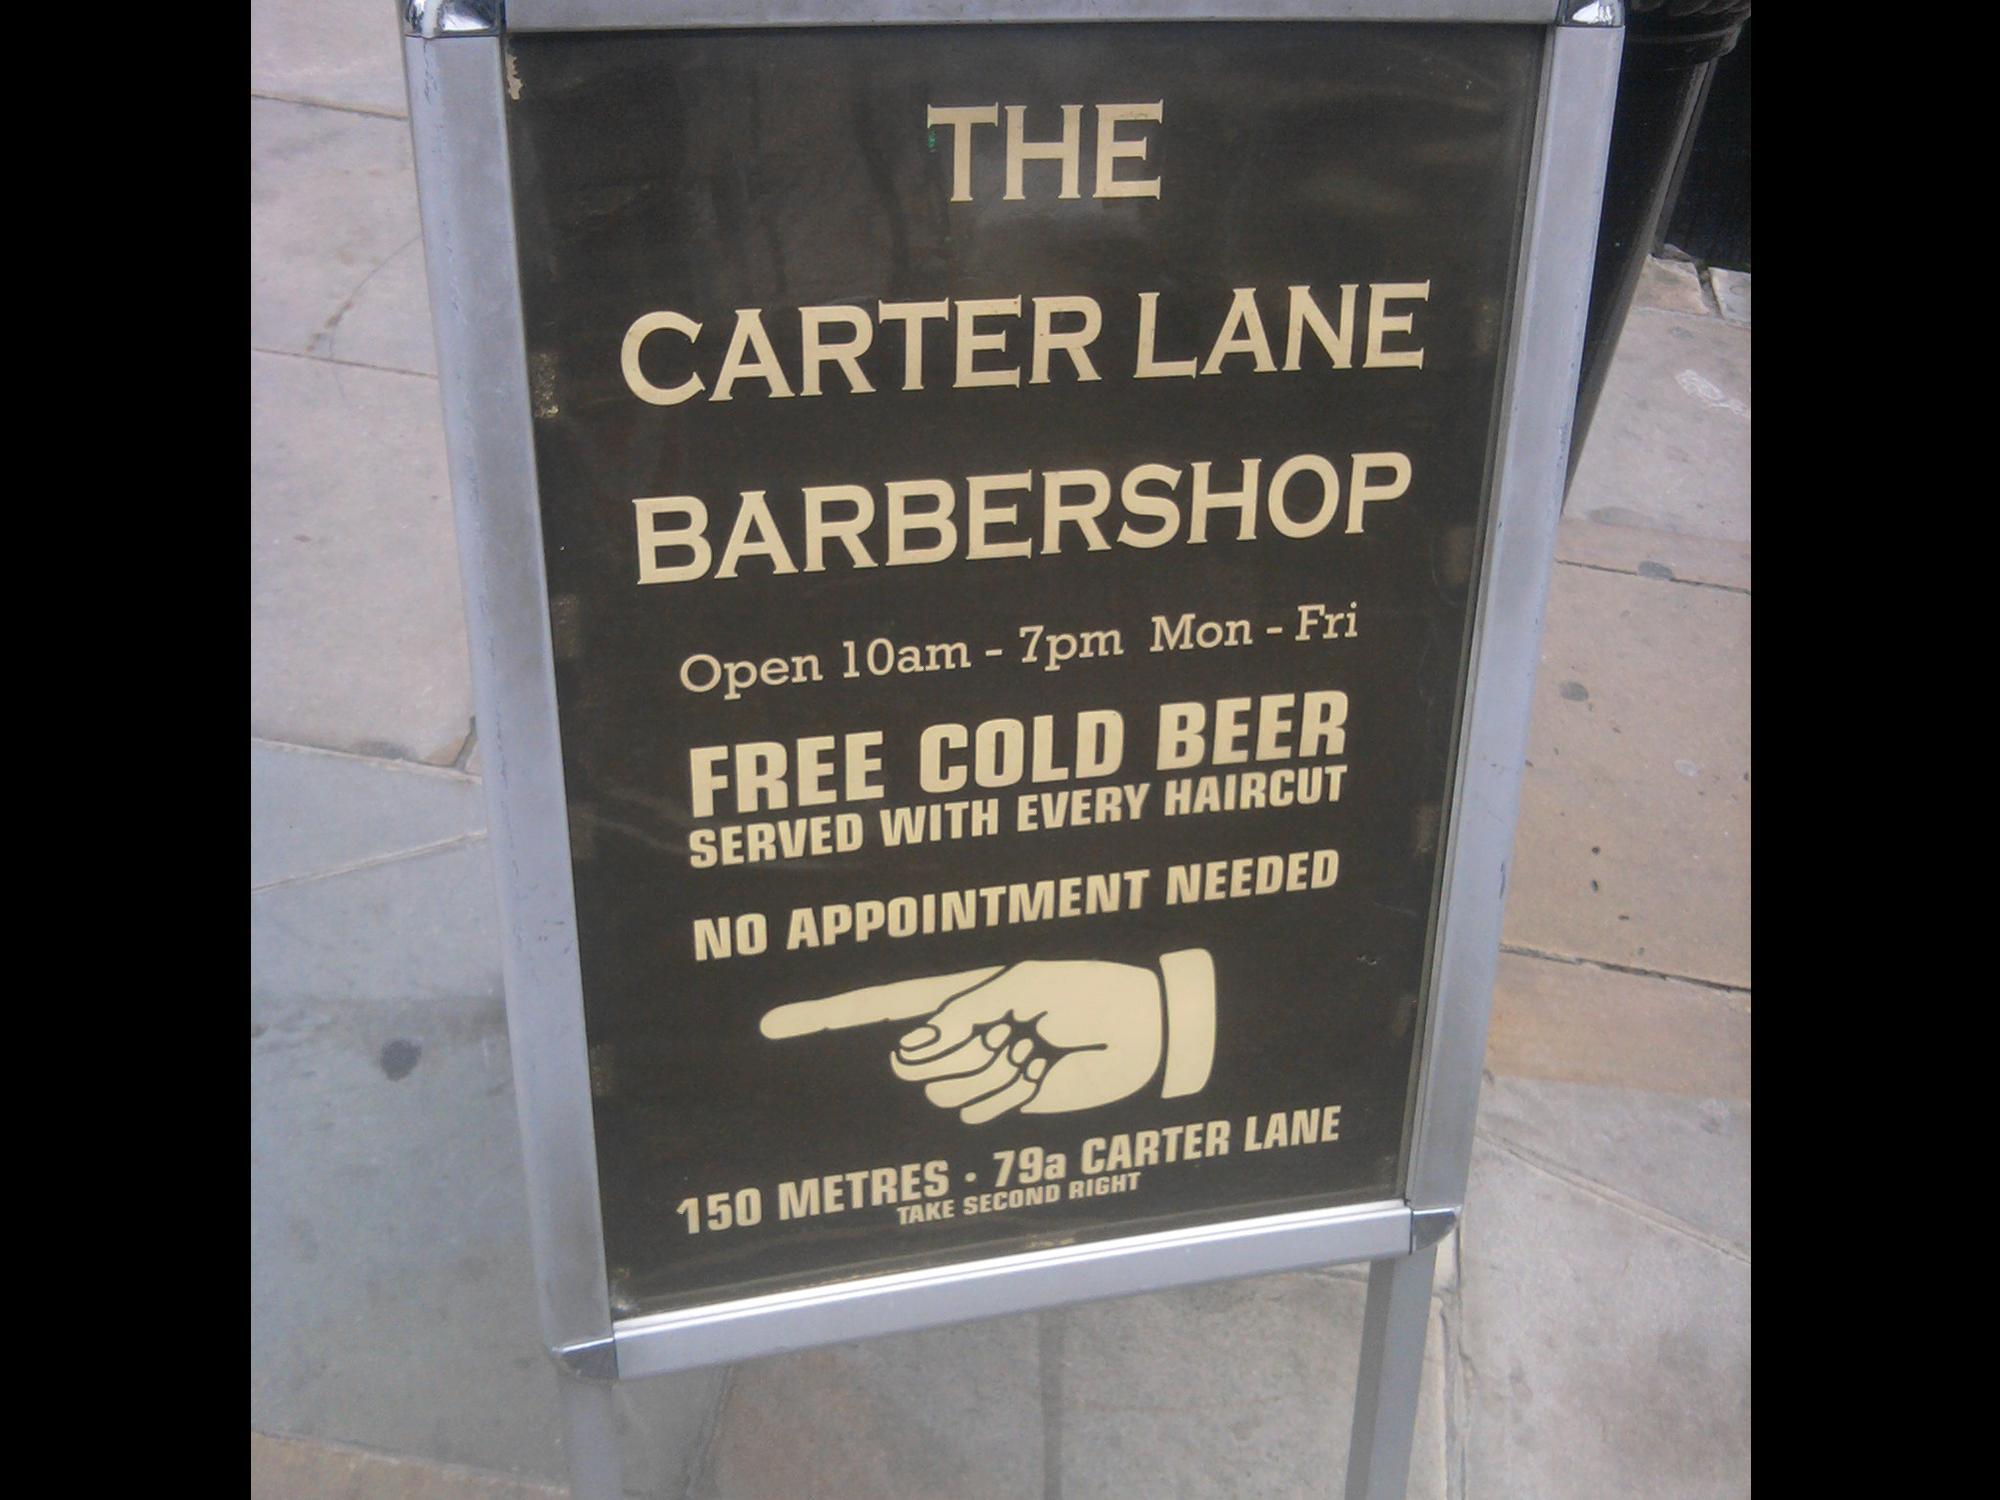 THE
CARTER LANE
BARBERSHOP
Open 10am - 7pm Mon - Fri
FREE COLD BEER
SERVED WITH EVERY HAIRCUT
NO APPOINTMENT NEEDED
150 METRES · 79a CARTER LANE
TAKE SECOND RIGHT